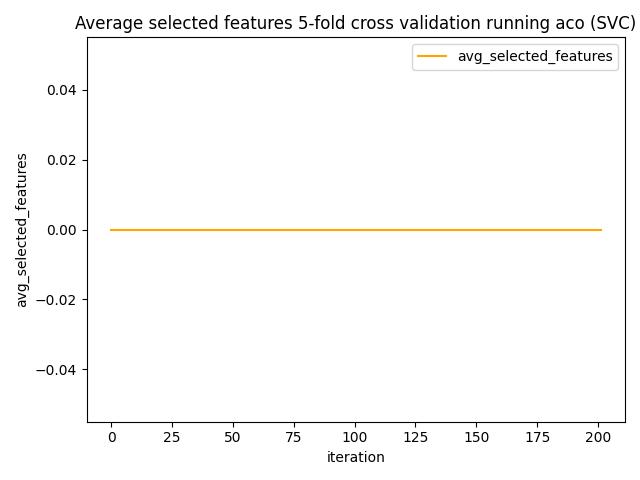 Average selected features 5-fold cross validation running aco (SVC)
avg_selected_features
0.04
0.02
0.00
−0.02
−0.04
avg_selected_features
0 25 50 75 100 125 150 175 200
iteration